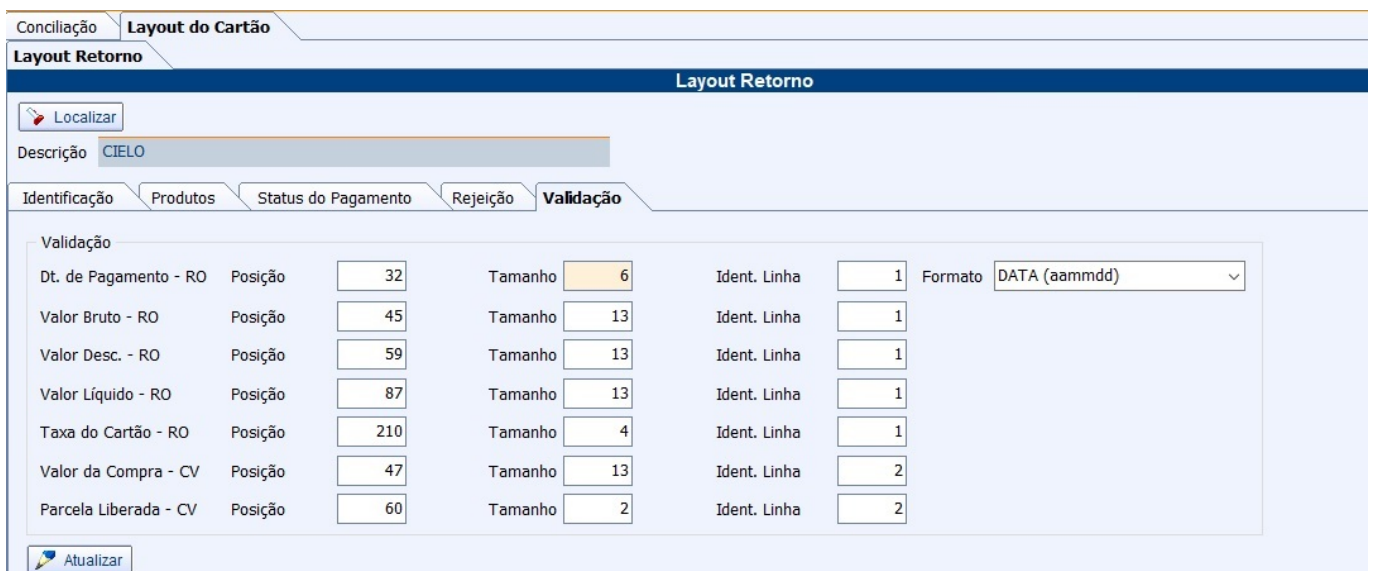 Conciliação Layout do Cartão
Layout Retorno
Layout Retorno
Localizar
Descrição CIELO
Identificação Produtos Status do Pagamento Rejeição Validação
Validação
Dt. de Pagamento - RO Posição 32 Tamanho 6 Ident. Linha 1 Formato DATA (aammdd)
Valor Bruto - RO Posição 45 Tamanho 13 Ident. Linha 1
Valor Desc. - RO Posição 59 Tamanho 13 Ident. Linha 1
Valor Líquido - RO Posição 87 Tamanho 13 Ident. Linha 1
Taxa do Cartão - RO Posição 210 Tamanho 4 Ident. Linha 1
Valor da Compra - CV Posição 47 Tamanho 13 Ident. Linha 2
Parcela Liberada - CV Posição 60 Tamanho 2 Ident. Linha 2
Atualizar